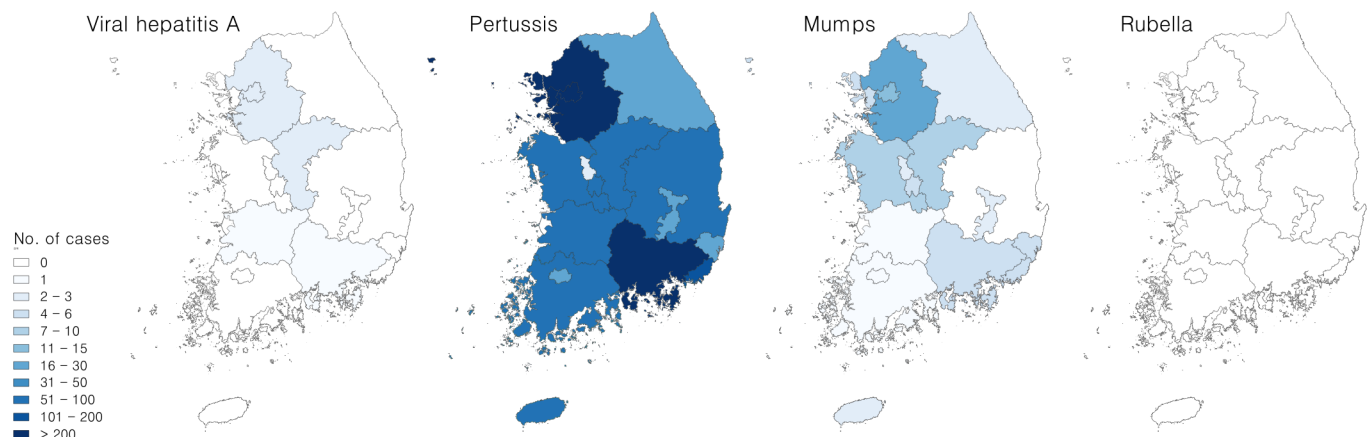 Viral hepatitis A
Pertussis
Mumps
Rubella
No. of cases
0
1
2 – 3
4 – 6
7 – 10
11 – 15
16 – 30
31 – 50
51 – 100
101 – 200
> 200